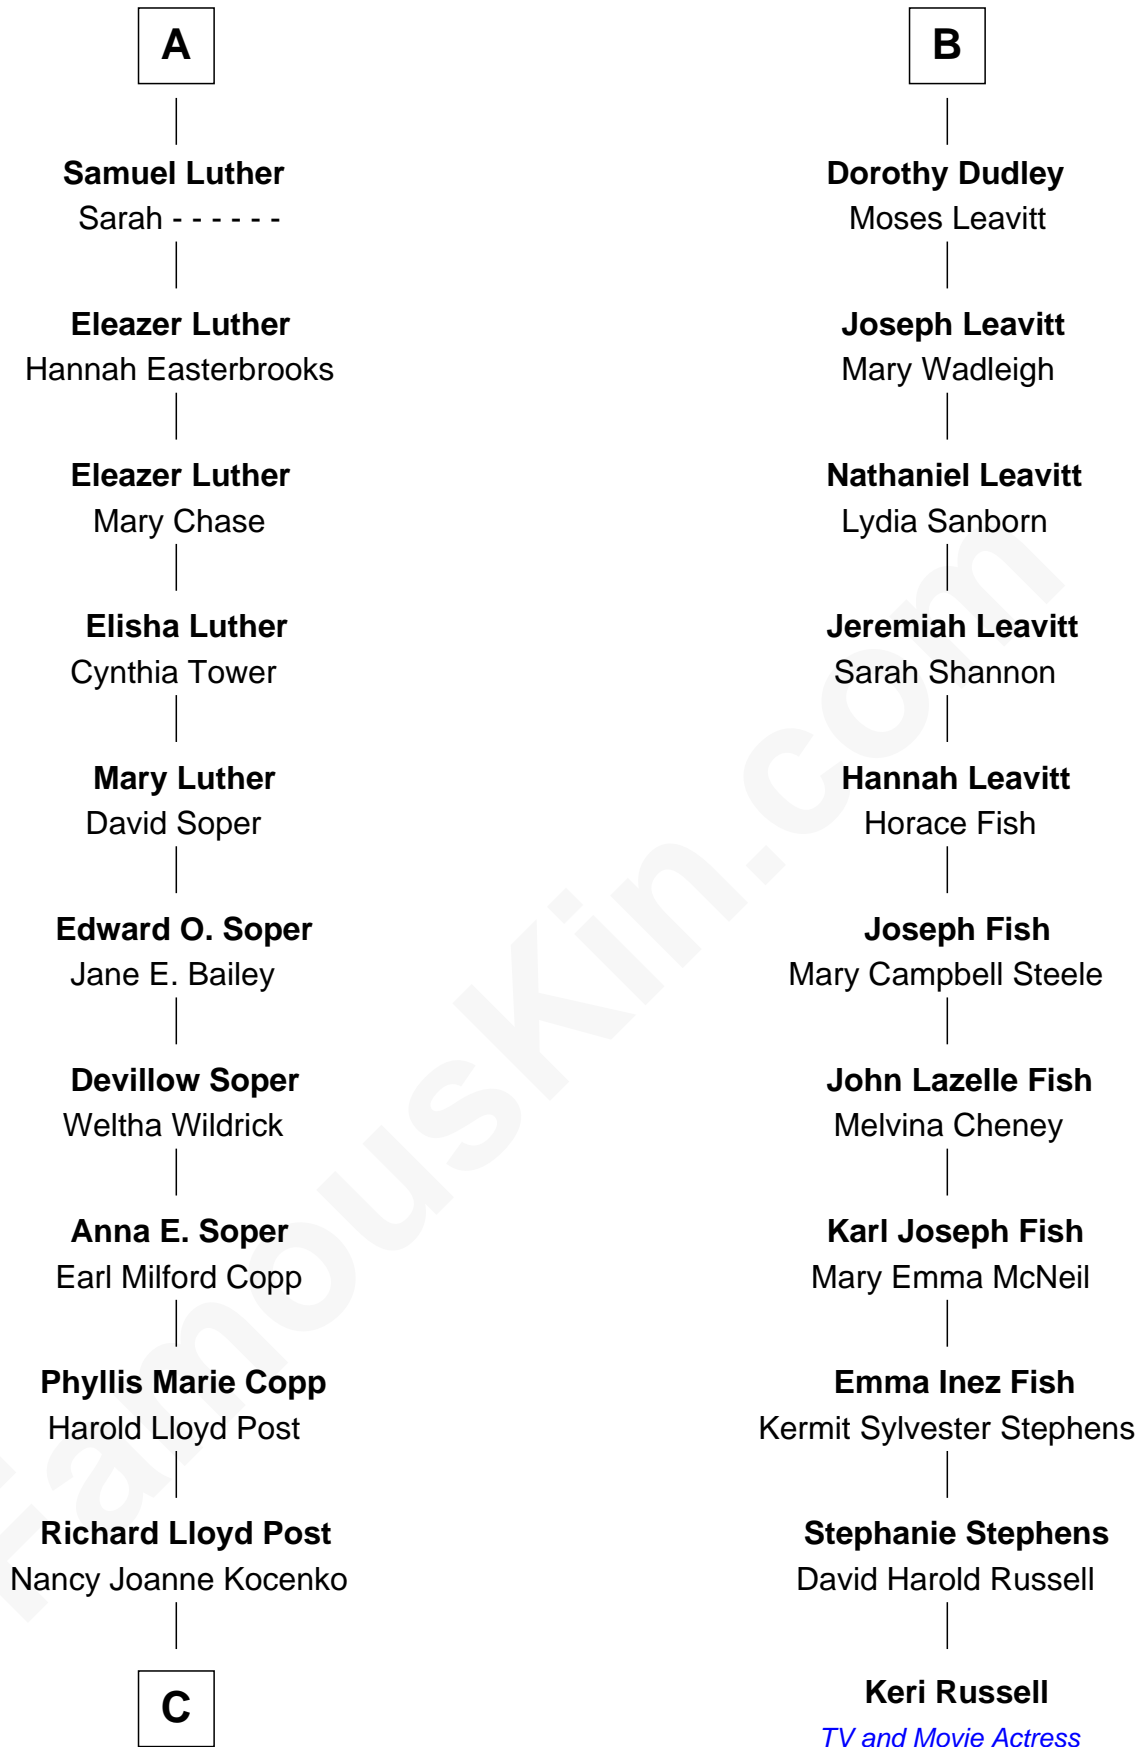 A
Samuel Luther
Sarah - - - - - -
Eleazer Luther
Hannah Easterbrooks
Eleazer Luther
Mary Chase
Elisha Luther
Cynthia Tower
Mary Luther
David Soper
Edward O. Soper
Jane E. Bailey
Devillow Soper
Weltha Wildrick
Anna E. Soper
Earl Milford Copp
Phyllis Marie Copp
Harold Lloyd Post
Richard Lloyd Post
Nancy Joanne Kocenko
C
B
Dorothy Dudley
Moses Leavitt
Joseph Leavitt
Mary Wadleigh
Nathaniel Leavitt
Lydia Sanborn
Jeremiah Leavitt
Sarah Shannon
Hannah Leavitt
Horace Fish
Joseph Fish
Mary Campbell Steele
John Lazelle Fish
Melvina Cheney
Karl Joseph Fish
Mary Emma McNeil
Emma Inez Fish
Kermit Sylvester Stephens
Stephanie Stephens
David Harold Russell
Keri Russell
TV and Movie Actress
FamousKin.com